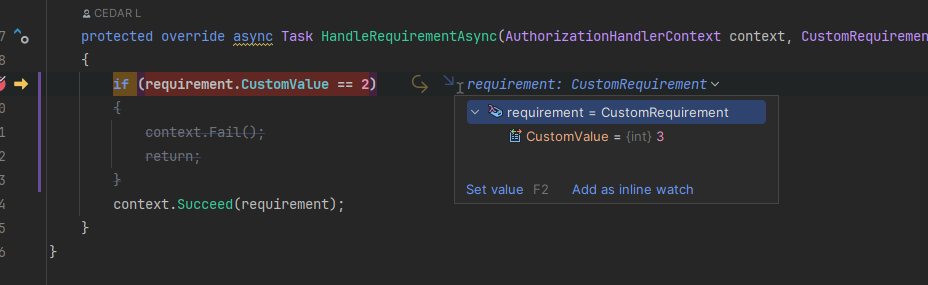 CEDAR L
7 protected override async Task HandleRequirementAsync(AuthorizationHandlerContext context, CustomRequiremen
8 {
if (requirement.CustomValue == 2) requirement: CustomRequirement
0 {
requirement = CustomRequirement
1 context.Fail();
CustomValue = {int} 3
2 return;
3 }
Set value F2 Add as inline watch
4 context.Succeed(requirement);
5 }
6 }